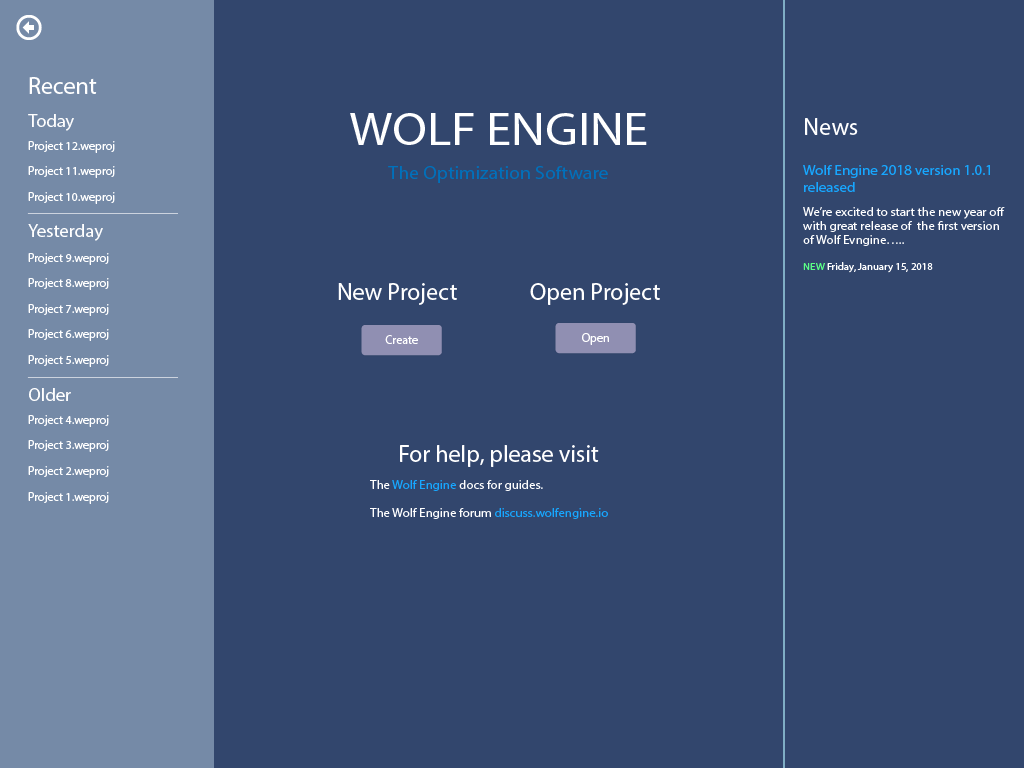 Recent
Today
Project 12.weproj
Project 11.weproj
Project 10.weproj
Yesterday
Project 9.weproj
Project 8.weproj
Project 7.weproj
Project 6.weproj
Project 5.weproj
Older
Project 4.weproj
Project 3.weproj
Project 2.weproj
Project 1.weproj
WOLF ENGINE
The Optimization Software
New Project
Create
Open Project
Open
For help, please visit
The Wolf Engine docs for guides.
The Wolf Engine forum discuss.wolfengine.io
News
Wolf Engine 2018 version 1.0.1
released
We’re excited to start the new year off
with great release of  the first version
of Wolf Evngine…..
NEW Friday, January 15, 2018